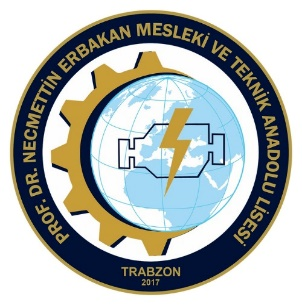 PROF. DR. NECMETTİN ERBAKAN MESLEKİ VE TEKNİK ANADOLU LİSESİ
TRABZON
2017